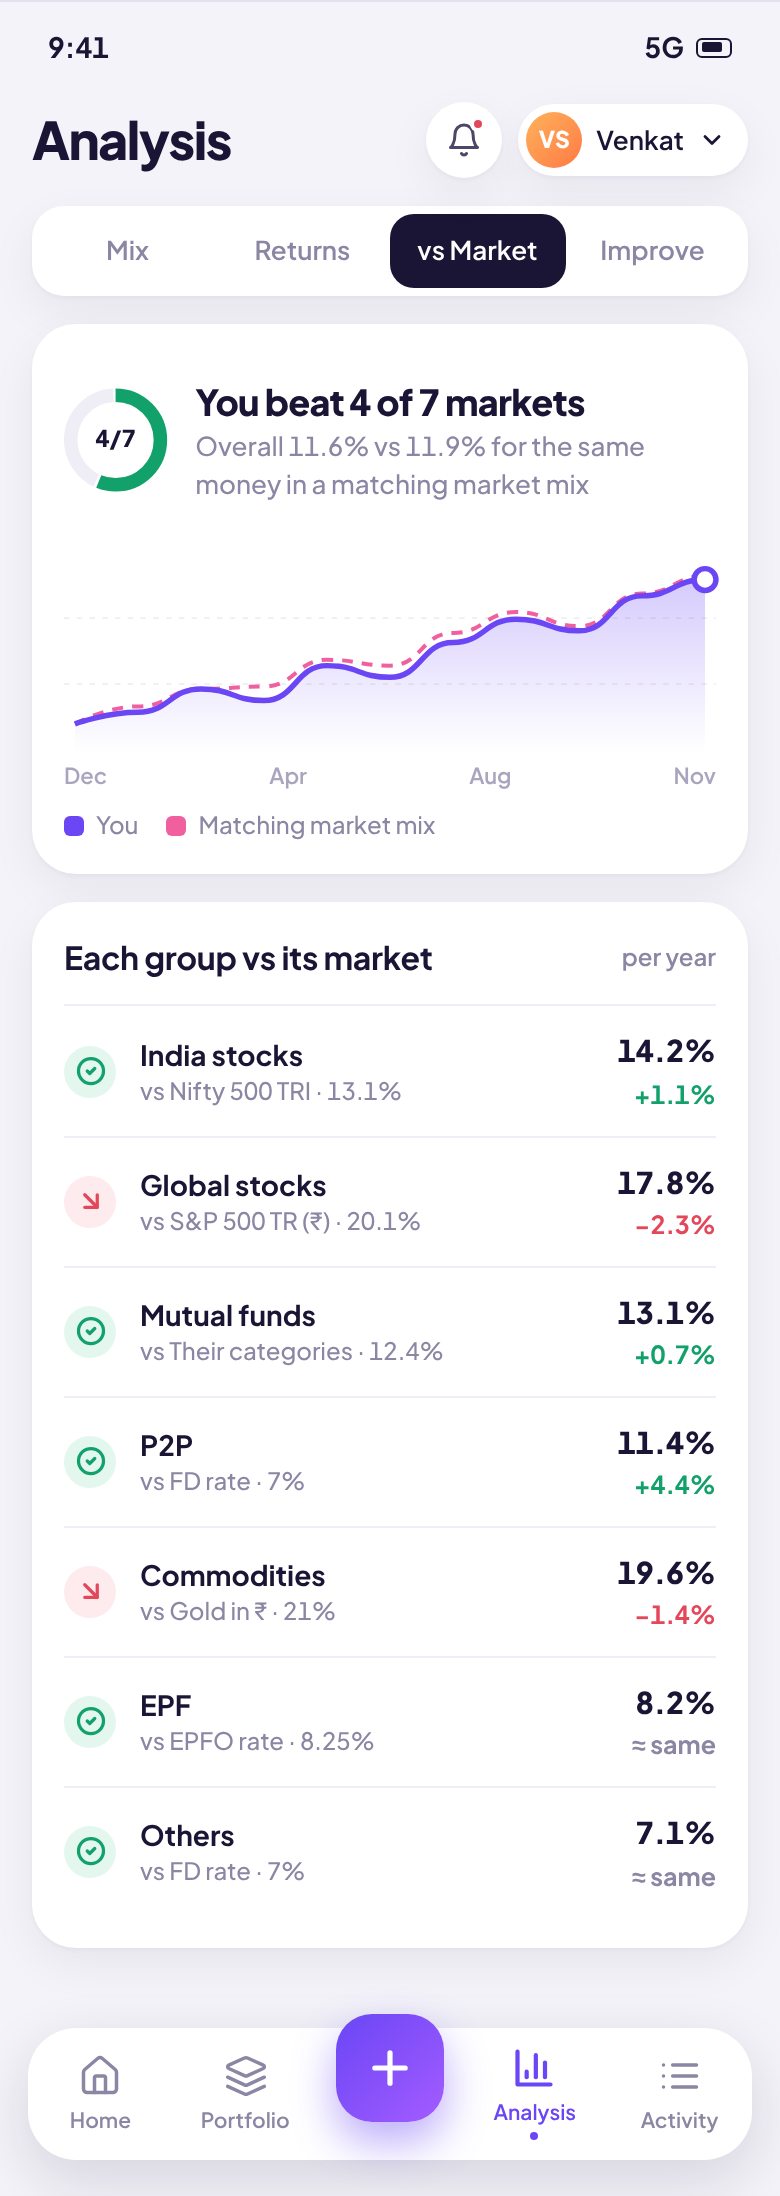 9:41
5G
Analysis
VS
Venkat
Mix
Returns
vs Market
Improve
4/7
You beat 4 of 7 markets
Overall 11.6% vs 11.9% for the same
money in a matching market mix
Dec
Apr
Aug
Nov
You
Matching market mix
Each group vs its market
per year
India stocks
14.2%
vs Nifty 500 TRI · 13.1%
+1.1%
Global stocks
17.8%
vs S&P 500 TR (₹) · 20.1%
−2.3%
Mutual funds
13.1%
vs Their categories · 12.4%
+0.7%
P2P
11.4%
vs FD rate · 7%
+4.4%
Commodities
19.6%
vs Gold in ₹ · 21%
−1.4%
EPF
8.2%
vs EPFO rate · 8.25%
≈ same
Others
7.1%
vs FD rate · 7%
≈ same
Home
Portfolio
Analysis
Activity